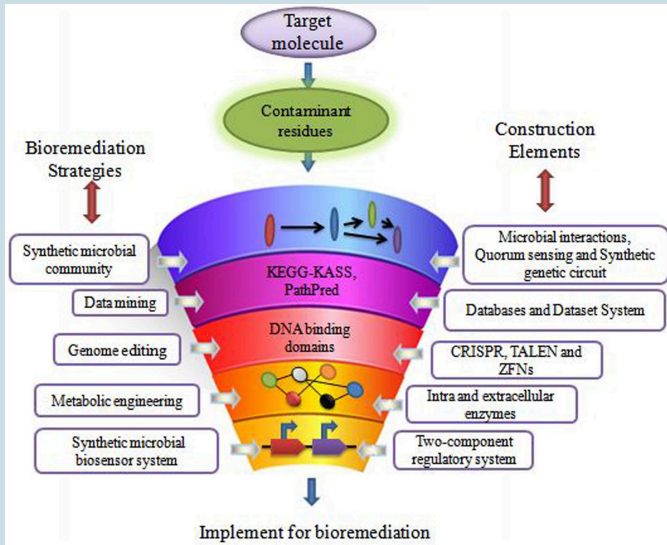 Target
molecule
Contaminant
residues
Bioremediation
Strategies
Construction
Elements
Synthetic microbial
community
Microbial interactions,
Quorum sensing and Synthetic
genetic circuit
KEGG-KASS,
PathPred
Data mining
Databases and Dataset System
DNA binding
domains
Genome editing
CRISPR, TALEN and
ZFNs
Metabolic engineering
Intra and extracellular
enzymes
Synthetic microbial
biosensor system
Two-component
regulatory system
Implement for bioremediation